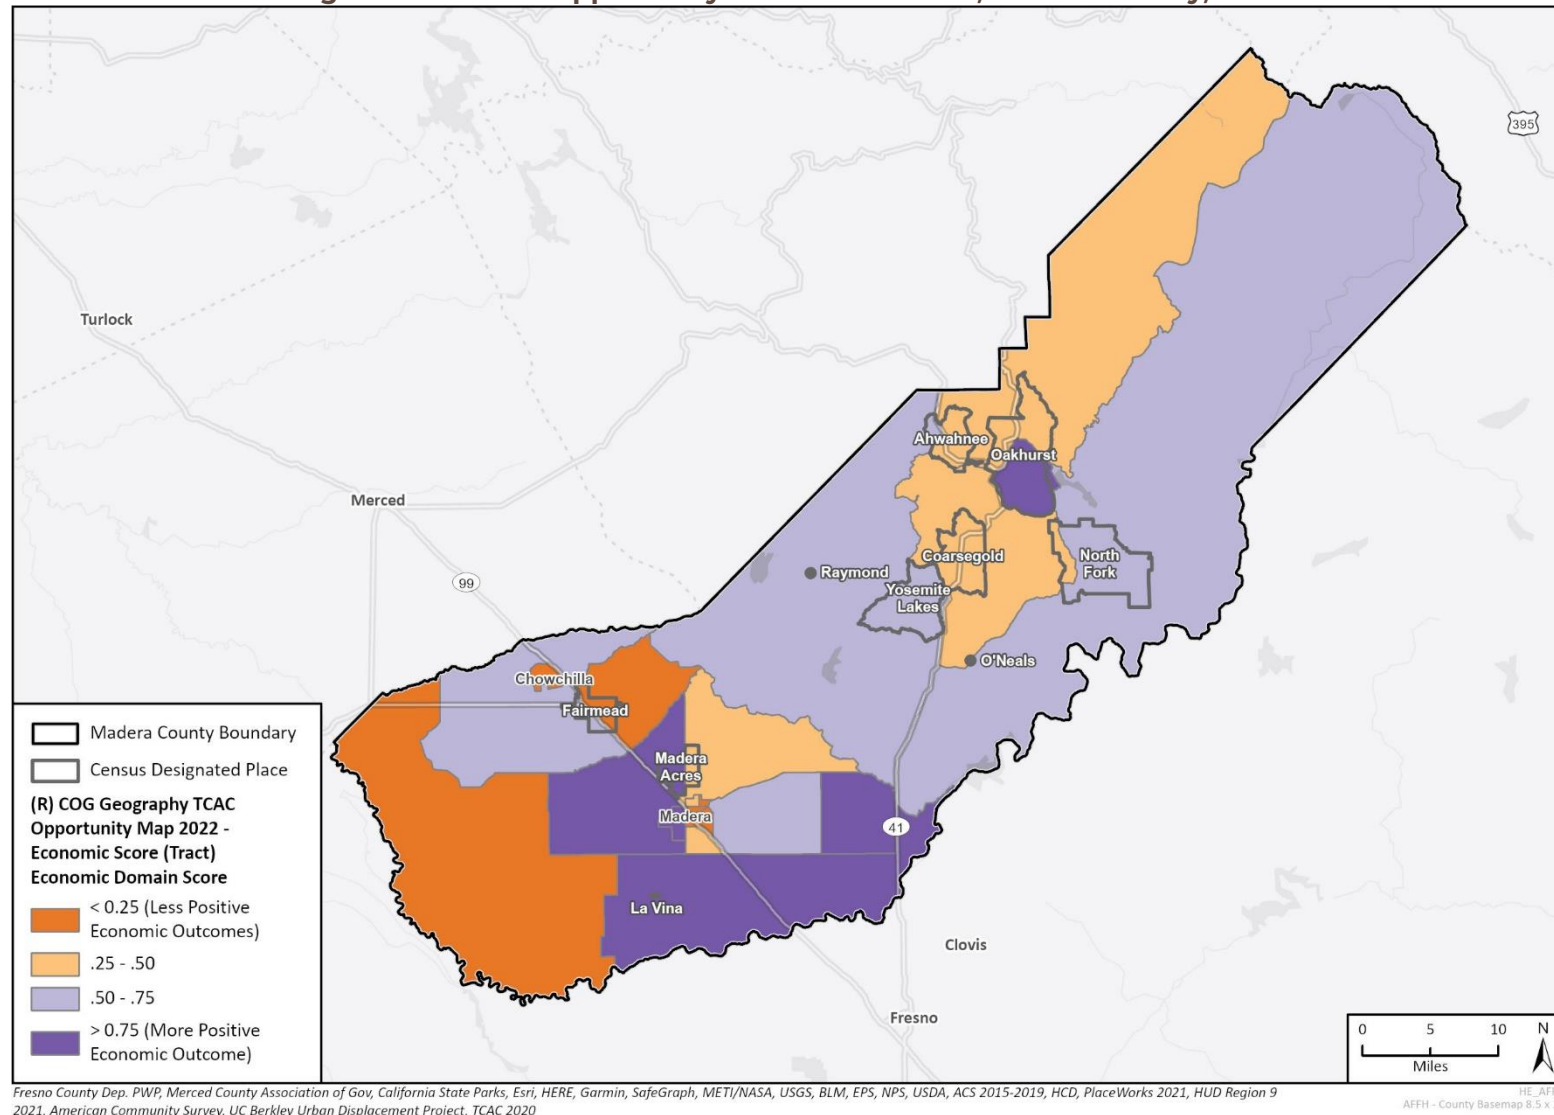 395
Turlock
Ahwahnee
Oakhurst
Merced
Coarsegold
North
Fork
Raymond
99
Yosemite
Lakes
O'Neals
Chowchilla
Fairmead
Madera
Acres
Madera
41
La Vina
Clovis
Fresno
Madera County Boundary
Census Designated Place
(R) COG Geography TCAC
Opportunity Map 2022 -
Economic Score (Tract)
Economic Domain Score
< 0.25 (Less Positive
Economic Outcomes)
.25 - .50
.50 - .75
> 0.75 (More Positive
Economic Outcome)
0 5 10
Miles
N
Fresno County Dep. PWP, Merced County Association of Gov, California State Parks, Esri, HERE, Garmin, SafeGraph, METI/NASA, USGS, BLM, EPS, NPS, USDA, ACS 2015-2019, HCD, PlaceWorks 2021, HUD Region 9
2021, American Community Survey, UC Berkley Urban Displacement Project, TCAC 2020
AFFH - County Basemap 8.5 x